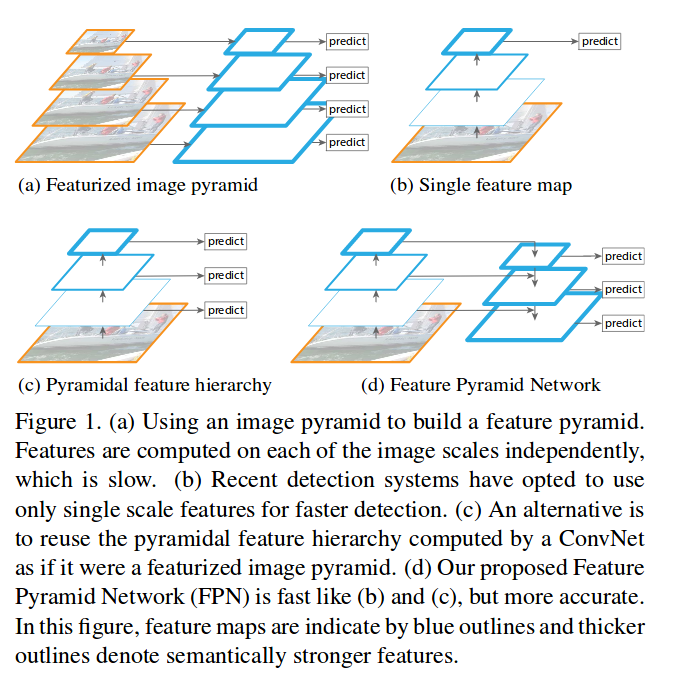 predict
predict
predict
predict
(a) Featurized image pyramid
predict
(b) Single feature map
predict
predict
predict
(c) Pyramidal feature hierarchy
predict
predict
predict
(d) Feature Pyramid Network
Figure 1. (a) Using an image pyramid to build a feature pyramid.
Features are computed on each of the image scales independently,
which is slow. (b) Recent detection systems have opted to use
only single scale features for faster detection. (c) An alternative is
to reuse the pyramidal feature hierarchy computed by a ConvNet
as if it were a featurized image pyramid. (d) Our proposed Feature
Pyramid Network (FPN) is fast like (b) and (c), but more accurate.
In this figure, feature maps are indicate by blue outlines and thicker
outlines denote semantically stronger features.